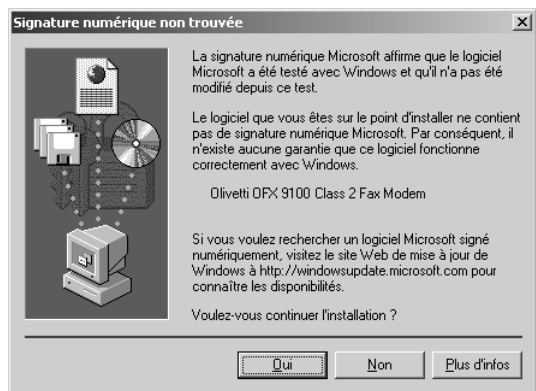 Signature numérique non trouvée
La signature numérique Microsoft affirme que le logiciel
Microsoft a été testé avec Windows et qu'il n'a pas été
modifié depuis ce test.
Le logiciel que vous êtes sur le point d'installer ne contient
pas de signature numérique Microsoft. Par conséquent, il
n'existe aucune garantie que ce logiciel fonctionne
correctement avec Windows.
Olivetti OFX 9100 Class 2 Fax Modem
Si vous voulez rechercher un logiciel Microsoft signé
numériquement, visitez le site Web de mise à jour de
Windows à http://windowsupdate.microsoft.com pour
connaître les disponibilités.
Voulez-vous continuer l'installation ?
Oui
Non
Plus d'infos